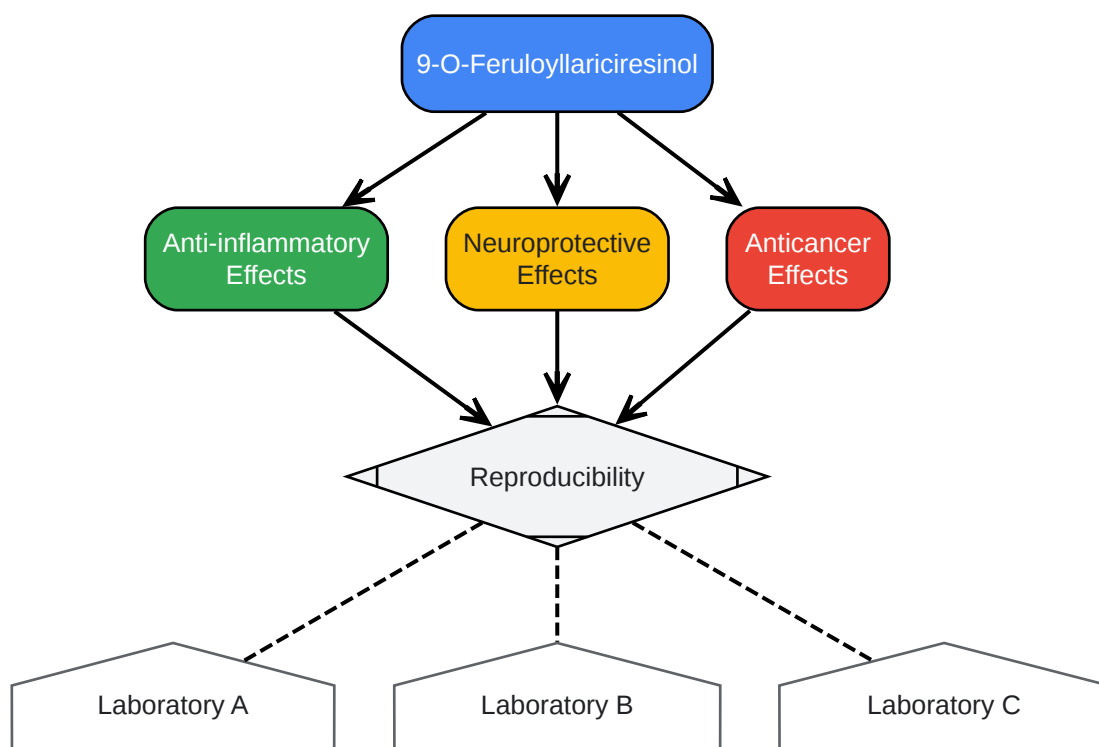 9-O-Feruloyllariciresinol
Anti-inflammatory
Effects
Neuroprotective
Effects
Anticancer
Effects
Reproducibility
Laboratory A
Laboratory B
Laboratory C